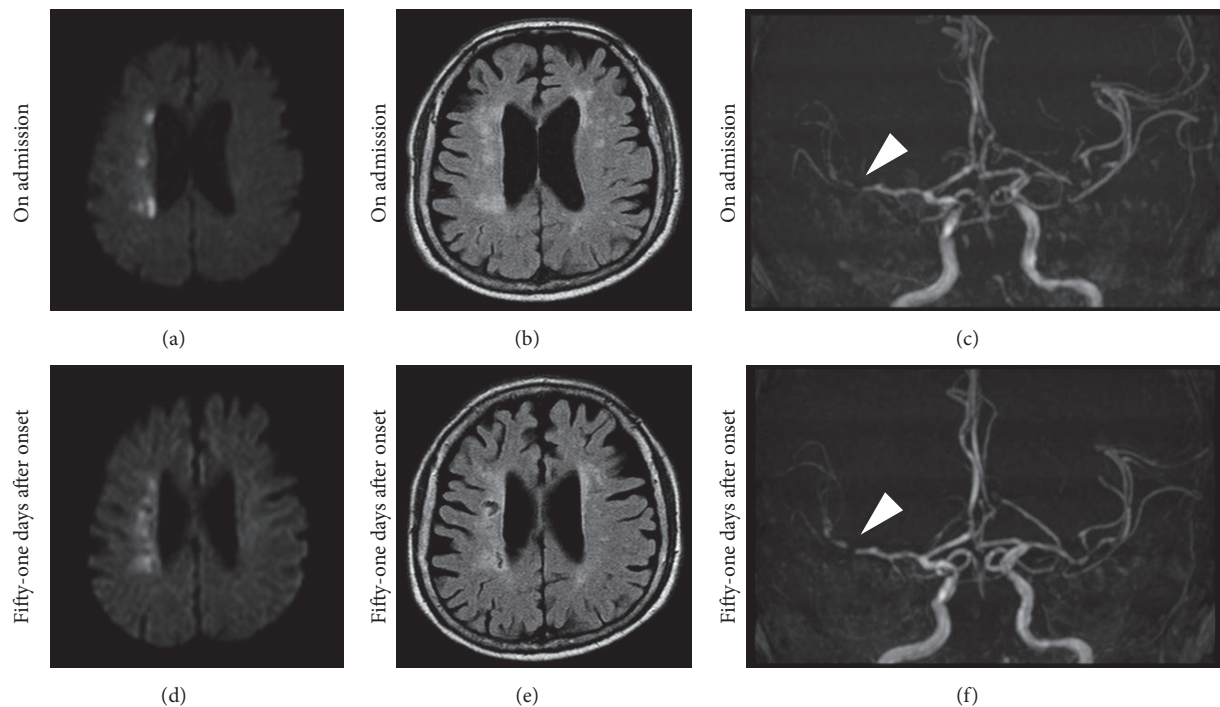 On admission
On admission
On admission
(a)
(b)
(c)
Fifty-one days after onset
Fifty-one days after onset
Fifty-one days after onset
(d)
(e)
(f)